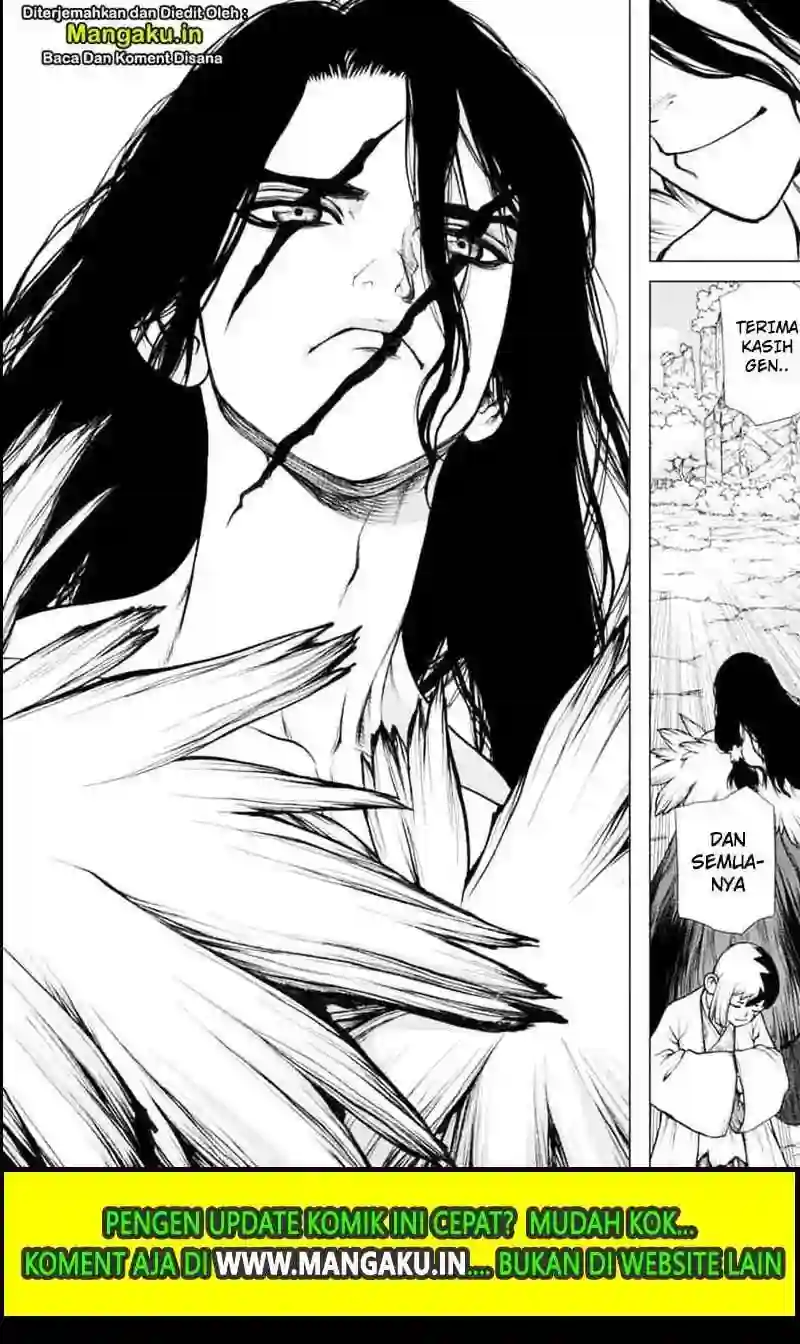 Diterjemahkan dan Diedit Oleh :
Mangaku.in
Baca Dan Koment Disana
TERIMA
KASIH
GEN..
DAN
SEMUA-
NYA
PENGEN UPDATE KOMIK INI CEPAT? MUDAH KOK...
KOMENT AJA DI WWW.MANGAKU.IN.... BUKAN DI WEBSITE LAIN